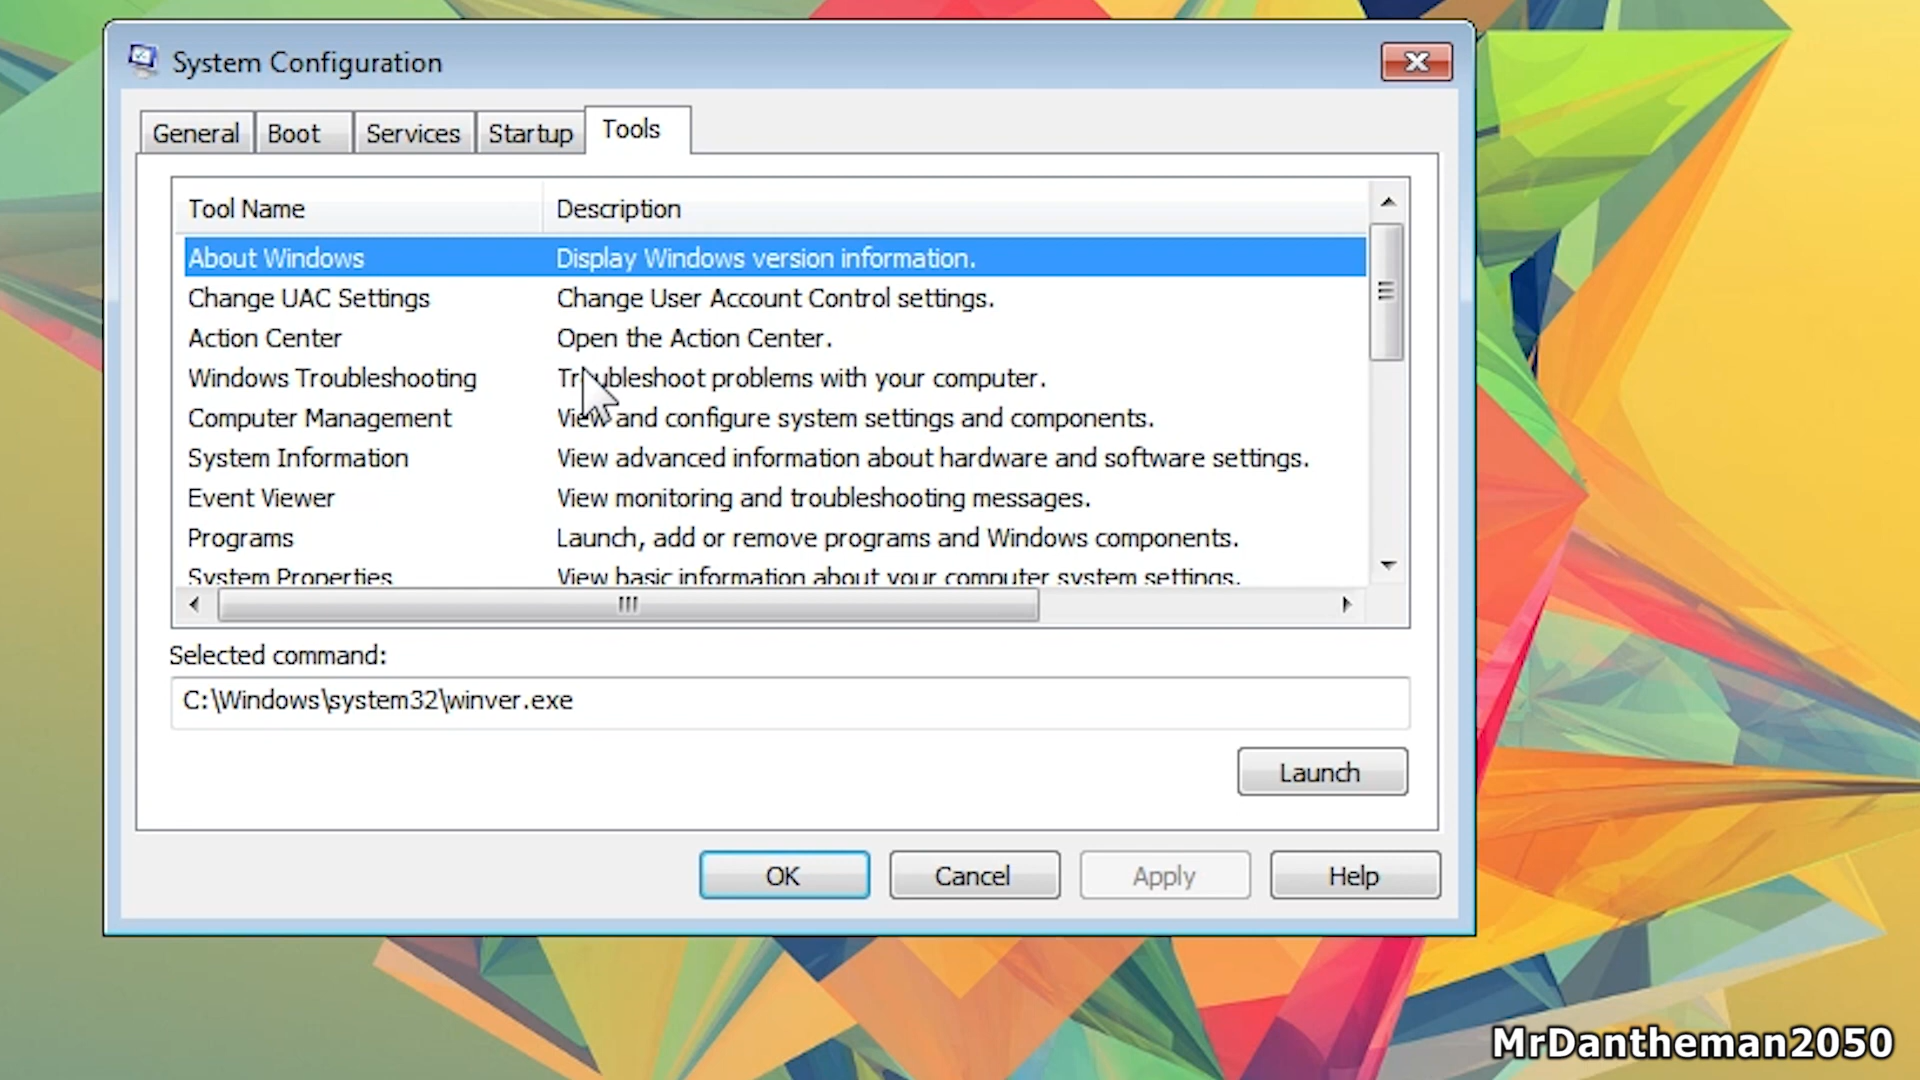 System Configuration
General Boot Services Startup Tools
Tool Name Description
About Windows Display Windows version information.
Change UAC Settings Change User Account Control settings.
Action Center Open the Action Center.
Windows Troubleshooting Troubleshoot problems with your computer.
Computer Management View and configure system settings and components.
System Information View advanced information about hardware and software settings.
Event Viewer View monitoring and troubleshooting messages.
Programs Launch, add or remove programs and Windows components.
System Properties View basic information about your computer system settings.
Selected command:
C:\Windows\system32\winver.exe
Launch
OK Cancel Apply Help
MrDantheman2050